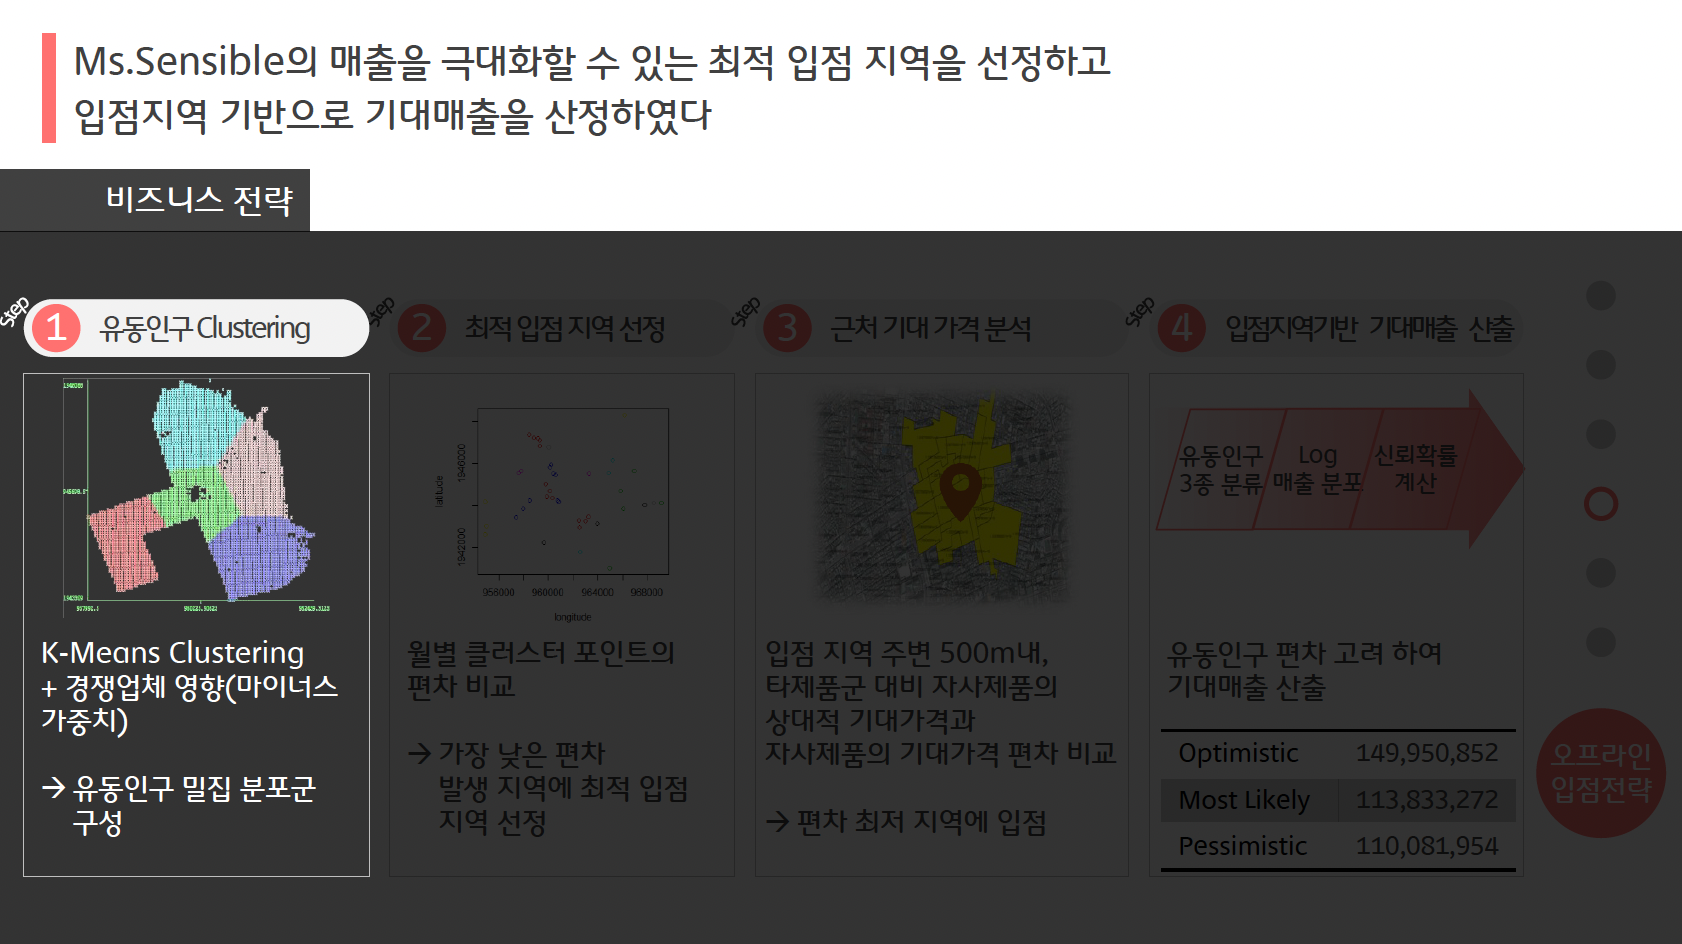 Ms.Sensible의 매출을 극대화할 수 있는 최적 입점 지역을 선정하고
입점지역 기반으로 기대매출을 산정하였다
비즈니스 전략
Step
1 유동인구 Clustering
K-Means Clustering
+ 경쟁업체 영향(마이너스
가중치)
→ 유동인구 밀집 분포군
구성
Step
2 최적 입점 지역 선정
latitude
1946000
1942000
956000 960000 964000 968000
longitude
월별 클러스터 포인트의
편차 비교
→ 가장 낮은 편차
발생 지역에 최적 입점
지역 선정
Step
3 근처 기대 가격 분석
입점 지역 주변 500m내,
타제품군 대비 자사제품의
상대적 기대가격과
자사제품의 기대가격 편차 비교
→ 편차 최저 지역에 입점
Step
4 입점지역기반 기대매출 산출
유동인구
3종 분류
Log
매출 분포
신뢰확률
계산
유동인구 편차 고려 하여
기대매출 산출
Optimistic 149,950,852
Most Likely 113,833,272
Pessimistic 110,081,954
오프라인
입점전략